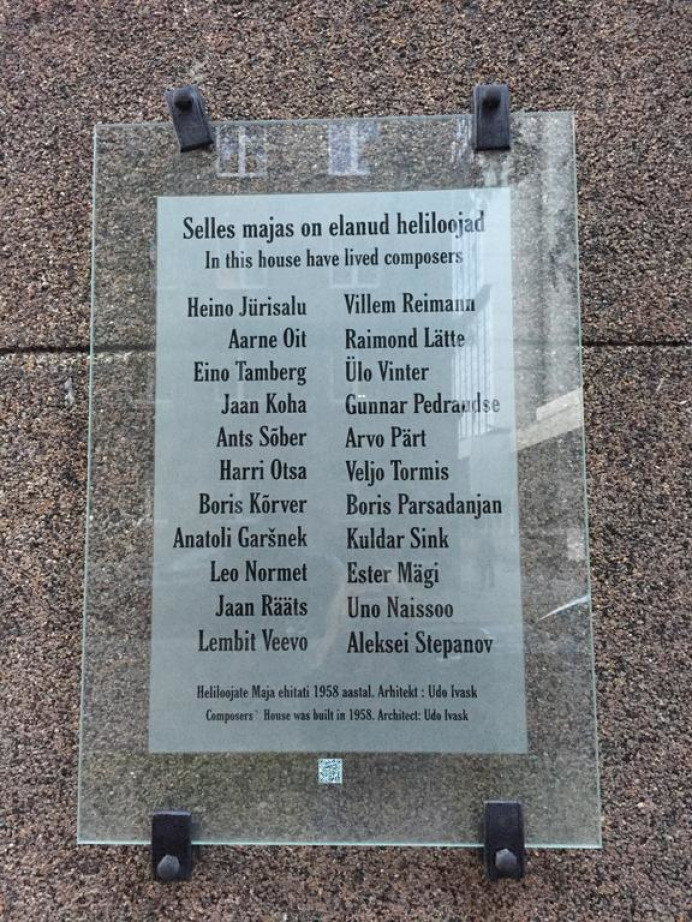 Selles majas on elanud heliloojad
In this house have lived composers
Heino Jürisalu Villem Reimann
Aarne Oit Raimond Lätte
Eino Tamberg Ülo Vinter
Jaan Koha Gunnar Pedraudse
Ants Sõber Arvo Pärt
Harri Otsa Veljo Tormis
Boris Kõrver Boris Parsadanjan
Anatoli Garšnek Kuldar Sink
Leo Normet Ester Mägi
Jaan Rääts Uno Naissoo
Lembit Veevo Aleksei Stepanov
Heliloojate Maja ehitati 1958 aastal. Arhitekt : Udo Ivask
Composers` House was built in 1958. Architect: Udo Ivask